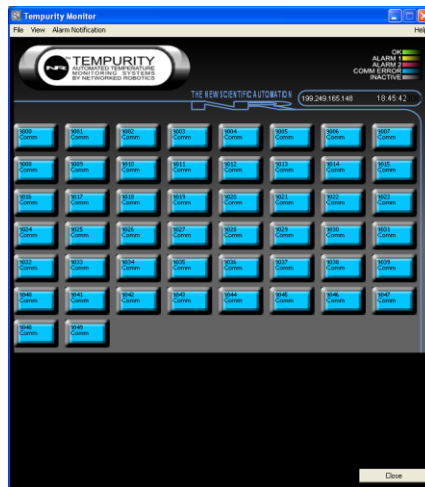 Tempurity Monitor
File View Alarm Notification Help
TEMPURITY
AUTOMATED TEMPERATURE
MONITORING SYSTEMS
BY NETWORKED ROBOTICS
NR
OK
ALARM 1
ALARM 2
COMM ERROR
INACTIVE
THE NEW SCIENTIFIC AUTOMATION
199.249.165.148 18:45:42
1000 1001 1002 1003 1004 1005 1006 1007
Comm Comm Comm Comm Comm Comm Comm Comm
1008 1009 1010 1011 1012 1013 1014 1015
Comm Comm Comm Comm Comm Comm Comm Comm
1016 1017 1018 1019 1020 1021 1022 1023
Comm Comm Comm Comm Comm Comm Comm Comm
1024 1025 1026 1027 1028 1029 1030 1031
Comm Comm Comm Comm Comm Comm Comm Comm
1032 1033 1034 1035 1036 1037 1038 1039
Comm Comm Comm Comm Comm Comm Comm Comm
1040 1041 1042 1043 1044 1045 1046 1047
Comm Comm Comm Comm Comm Comm Comm Comm
1048 1049
Comm Comm
Close